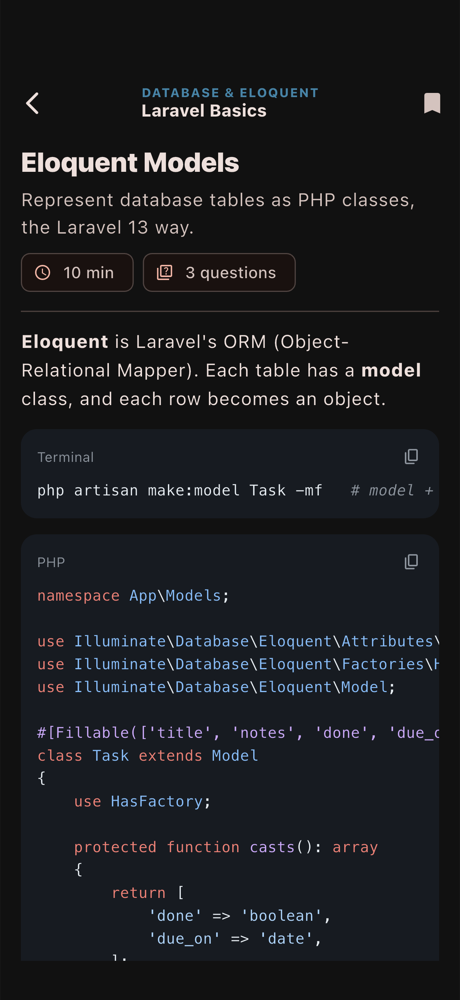 DATABASE & ELOQUENT
Laravel Basics
Eloquent Models
Represent database tables as PHP classes,
the Laravel 13 way.
10 min
3 questions
Eloquent is Laravel's ORM (Object-
Relational Mapper). Each table has a model
class, and each row becomes an object.
Terminal
php artisan make:model Task -mf   # model +
PHP
namespace App\Models;
use Illuminate\Database\Eloquent\Attributes\
use Illuminate\Database\Eloquent\Factories\H
use Illuminate\Database\Eloquent\Model;
#[Fillable(['title', 'notes', 'done', 'due_o
class Task extends Model
{
    use HasFactory;
    protected function casts(): array
    {
        return [
            'done' => 'boolean',
            'due_on' => 'date',
        ];